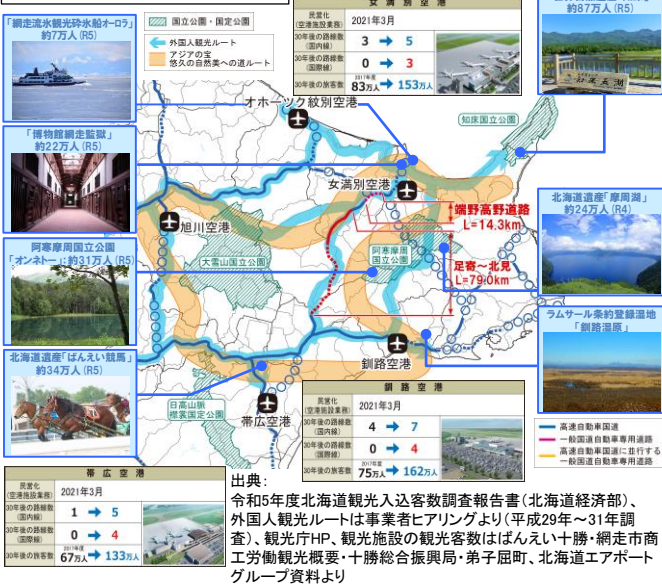 女満別空港
民営化
(空港施設業務)
2021年3月
30年後の路線数
(国内線)
3 → 5
30年後の路線数
(国際線)
0 → 3
30年後の旅客数
2017年度
83万人 → 153万人
「網走流氷観光砕氷船オーロラ」
約7万人(R5)
国立公園・国定公園
外国人観光ルート
アジアの宝
悠久の自然美への道ルート
約87万人(R5)
「博物館網走監獄」
約22万人(R5)
阿寒摩周国立公園
「オンネトー」:約31万人(R5)
北海道遺産「ばんえい競馬」
約34万人(R5)
オホーツク紋別空港
知床国立公園
女満別空港
旭川空港
大雪山国立公園
阿寒摩周
国立公園
端野高野道路
L=14.3km
足寄～北見
L=79.0km
釧路空港
日高山脈
襟裳国定公園
帯広空港
北海道遺産「摩周湖」
約24万人(R4)
ラムサール条約登録湿地
「釧路湿原」
釧路空港
民営化
(空港施設業務)
2021年3月
30年後の路線数
(国内線)
4 → 7
30年後の路線数
(国際線)
0 → 4
30年後の旅客数
2017年度
75万人 → 162万人
高速自動車国道
一般国道自動車専用道路
高速自動車国道に並行する
一般国道自動車専用道路
帯広空港
民営化
(空港施設業務)
2021年3月
30年後の路線数
(国内線)
1 → 5
30年後の路線数
(国際線)
0 → 4
30年後の旅客数
2017年度
67万人 → 133万人
出典:
令和5年度北海道観光入込客数調査報告書(北海道経済部)、
外国人観光ルートは事業者ヒアリングより(平成29年～31年調
査)、観光庁HP、観光施設の観光客数はばんえい十勝・網走市商
工労働観光概要・十勝総合振興局・弟子屈町、北海道エアポート
グループ資料より